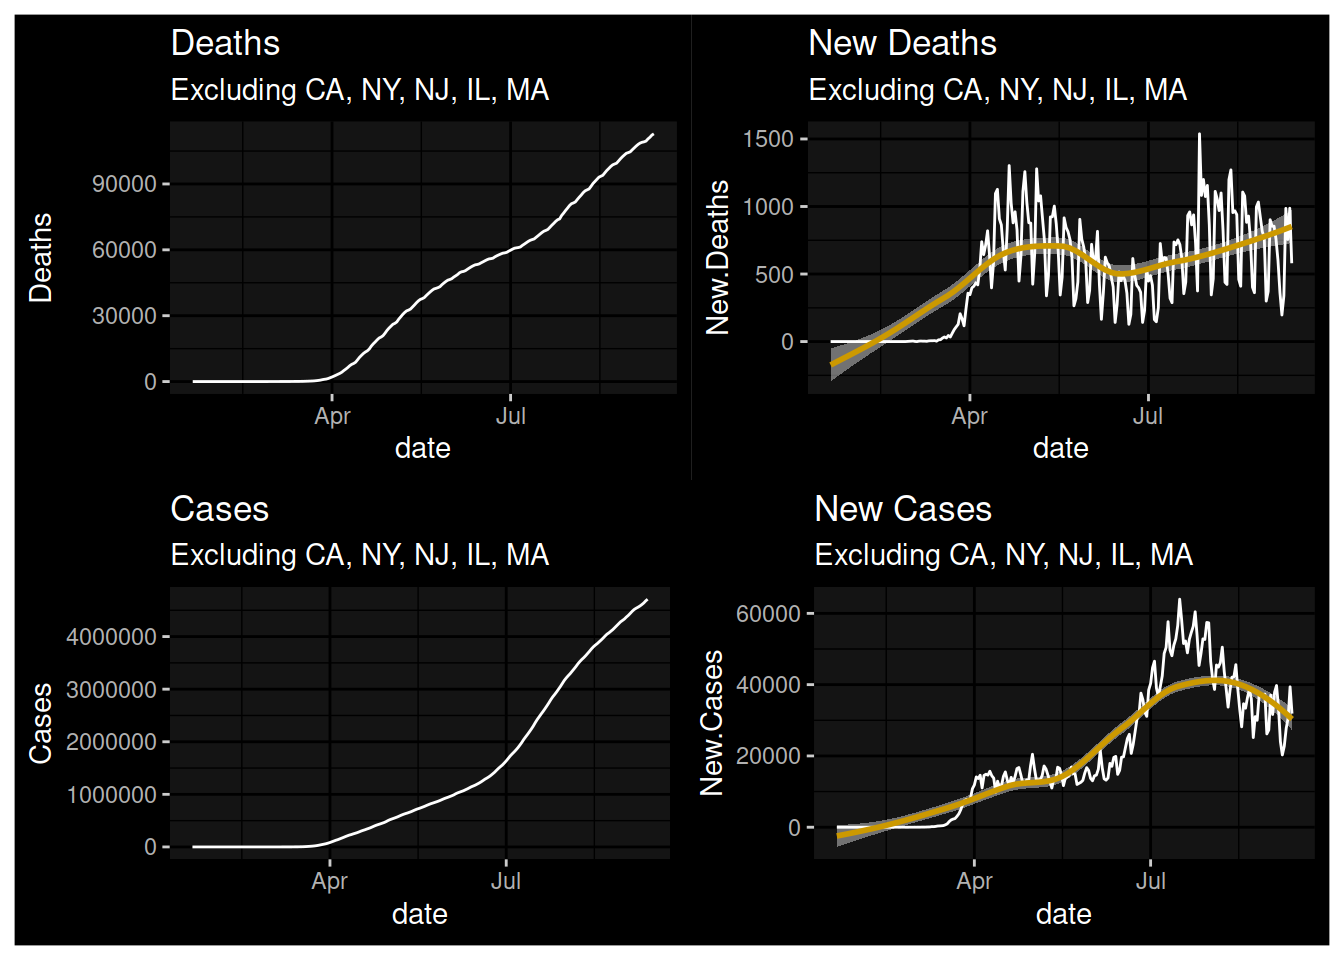 Deaths
Excluding CA, NY, NJ, IL, MA
Deaths
90000
60000
30000
0
Apr
Jul
date
New Deaths
Excluding CA, NY, NJ, IL, MA
New.Deaths
1500
1000
500
0
Apr
Jul
date
Cases
Excluding CA, NY, NJ, IL, MA
Cases
4000000
3000000
2000000
1000000
0
Apr
Jul
date
New Cases
Excluding CA, NY, NJ, IL, MA
New.Cases
60000
40000
20000
0
Apr
Jul
date